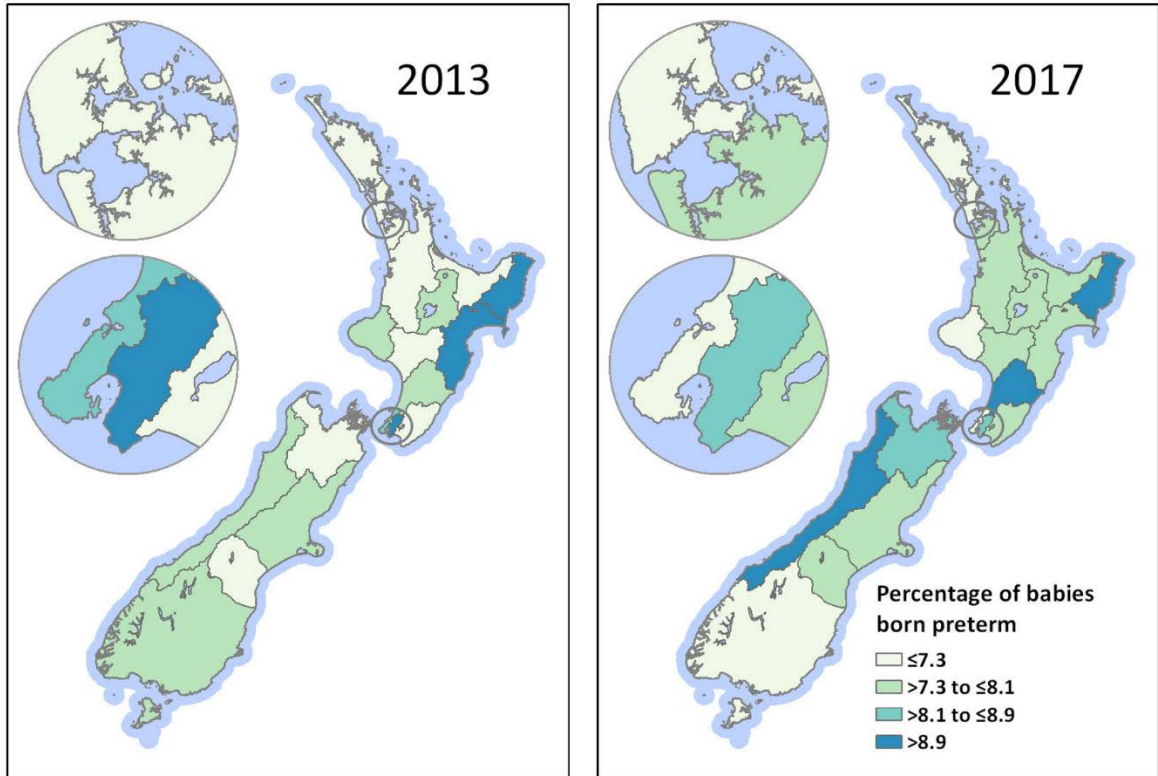 2013
2017
Percentage of babies
born preterm
≤7.3
>7.3 to ≤8.1
>8.1 to ≤8.9
>8.9